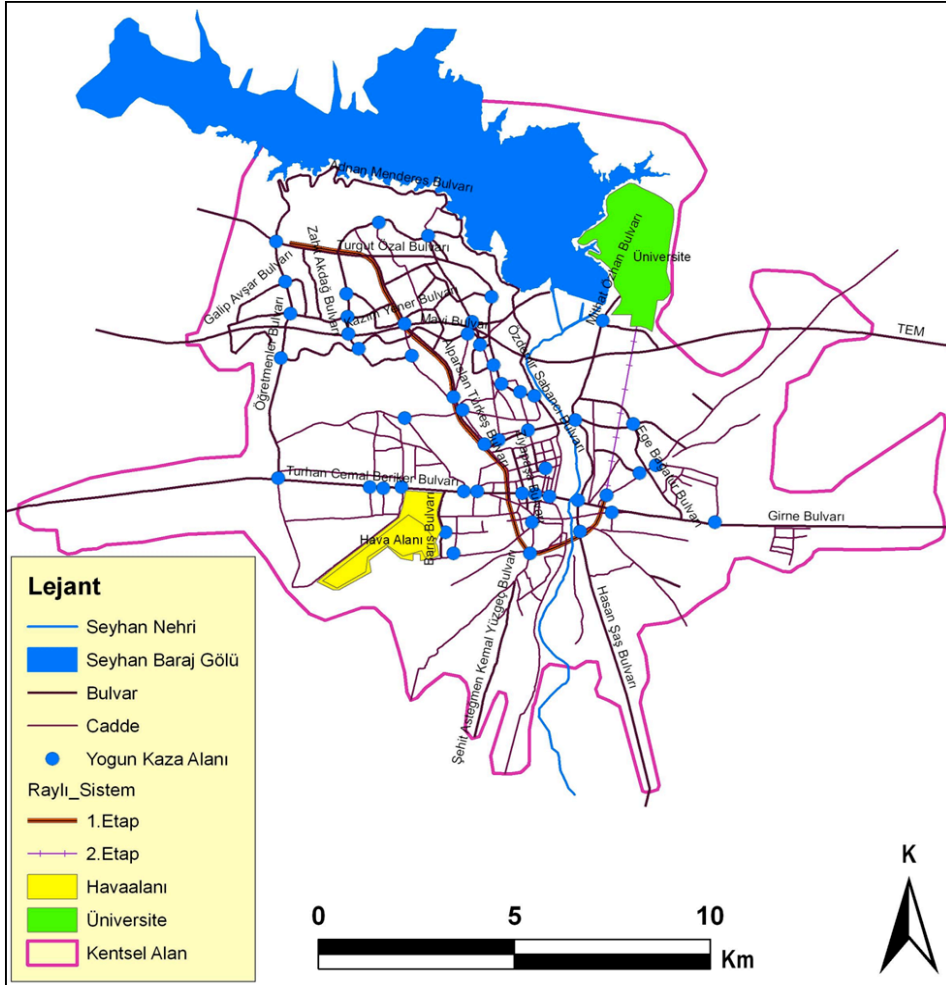 Adnan Menderes Bulvarı
Turgut Özal Bulvarı
Zahit Akdağ Bulvarı
Galip Avşar Bulvarı
Kazım Yener Bulvarı
Mavi Bulvar
Mithat Özhan Bulvarı
Üniversite
TEM
Öğretmenler Bulvarı
Alparslan Türkeş Bulvarı
Özdemir Sabancı Bulvarı
Ege Bagatur Bulvarı
Turhan Cemal Beriker Bulvarı
Girne Bulvarı
Barış Bulvarı
Hava Alanı
Şehit Asteğmen Kemal Yüzgeç Bulvarı
Hasan Şaş Bulvarı
Lejant
Seyhan Nehri
Seyhan Baraj Gölü
Bulvar
Cadde
Yogun Kaza Alanı
Raylı_Sistem
1.Etap
2.Etap
Havaalanı
Üniversite
Kentsel Alan
0 5 10
Km
K